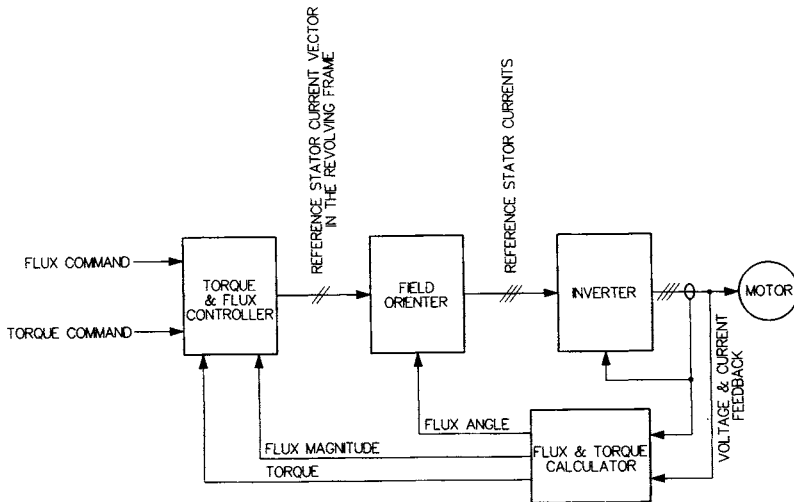 REFERENCE STATOR CURRENT VECTOR
IN THE REVOLVING FRAME
REFERENCE STATOR CURRENTS
FLUX COMMAND
TORQUE COMMAND
TORQUE
& FLUX
CONTROLLER
FIELD
ORIENTER
INVERTER
MOTOR
VOLTAGE & CURRENT
FEEDBACK
FLUX ANGLE
FLUX MAGNITUDE
TORQUE
FLUX & TORQUE
CALCULATOR